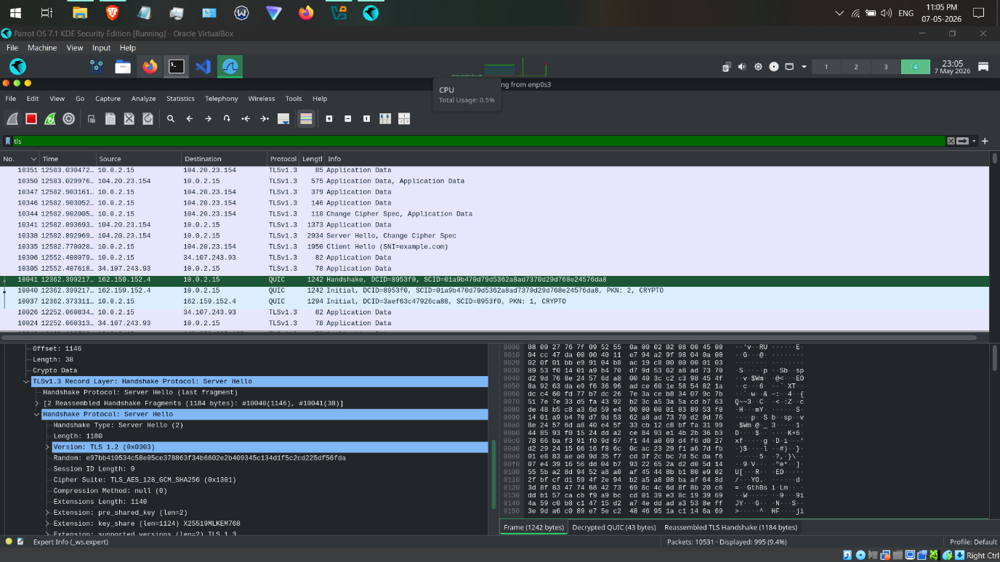 11:05 PM
ENG
07-05-2026
Parrot OS 7.1 KDE Security Edition [Running] - Oracle VirtualBox
File Machine View Input Help
1 2 3 4
23:05
7 May 2026
ng from enp0s3
CPU
Total Usage: 0.5%
File Edit View Go Capture Analyze Statistics Telephony Wireless Tools Help
tls
No. Time Source Destination Protocol Lengtl Info
10351 12583.030472… 10.0.2.15 104.20.23.154 TLSv1.3 85 Application Data
10350 12583.029976… 104.20.23.154 10.0.2.15 TLSv1.3 575 Application Data, Application Data
10347 12582.903161… 10.0.2.15 104.20.23.154 TLSv1.3 379 Application Data
10346 12582.903052… 10.0.2.15 104.20.23.154 TLSv1.3 146 Application Data
10344 12582.902005… 10.0.2.15 104.20.23.154 TLSv1.3 118 Change Cipher Spec, Application Data
10341 12582.893693… 104.20.23.154 10.0.2.15 TLSv1.3 1373 Application Data
10338 12582.892969… 104.20.23.154 10.0.2.15 TLSv1.3 2934 Server Hello, Change Cipher Spec
10335 12582.770028… 10.0.2.15 104.20.23.154 TLSv1.3 1950 Client Hello (SNI=example.com)
10306 12552.408079… 10.0.2.15 34.107.243.93 TLSv1.3 82 Application Data
10305 12552.407618… 34.107.243.93 10.0.2.15 TLSv1.3 78 Application Data
10041 12362.399217… 162.159.152.4 10.0.2.15 QUIC 1242 Handshake, DCID=8953f0, SCID=01a9b470d79d5362a8ad7370d29d768e24576da8
10040 12362.399217… 162.159.152.4 10.0.2.15 QUIC 1242 Initial, DCID=8953f0, SCID=01a9b470d79d5362a8ad7370d29d768e24576da8, PKN: 2, CRYPTO
10037 12362.373311… 10.0.2.15 162.159.152.4 QUIC 1294 Initial, DCID=3aef63c47926ca88, SCID=8953f0, PKN: 1, CRYPTO
10026 12252.060834… 10.0.2.15 34.107.243.93 TLSv1.3 82 Application Data
10024 12252.060313… 34.107.243.93 10.0.2.15 TLSv1.3 78 Application Data
Offset: 1146
Length: 38
Crypto Data
TLSv1.3 Record Layer: Handshake Protocol: Server Hello
Handshake Protocol: Server Hello (last fragment)
[2 Reassembled Handshake Fragments (1184 bytes): #10040(1146), #10041(38)]
Handshake Protocol: Server Hello
Handshake Type: Server Hello (2)
Length: 1180
Version: TLS 1.2 (0x0303)
Random: e97bb410534c58e05ce378863f34b6602e2b409345c134d1f5c2cd225df56fda
Session ID Length: 0
Cipher Suite: TLS_AES_128_GCM_SHA256 (0x1301)
Compression Method: null (0)
Extensions Length: 1140
Extension: pre_shared_key (len=2)
Extension: key_share (len=1124) X25519MLKEM768
Extension: supported_versions (len=2) TLS 1.3
0000 08 00 27 76 7f 09 52 55 0a 00 02 02 08 00 45 00
0010 04 cc 47 da 00 00 40 11 e7 94 a2 9f 98 04 0a 00
0020 02 0f 01 bb e9 91 04 b8 ac 19 c8 00 00 00 01 03
0030 89 53 f0 14 01 a9 b4 70 d7 9d 53 62 a8 ad 73 70
0040 d2 9d 76 8e 24 57 6d a8 00 40 3c c2 c3 98 45 4f
0050 8a 92 63 da e9 f6 36 96 ad ce 60 1e 58 54 82 1a
0060 dc c4 60 fd 77 b7 dc 26 7e 3a ce b8 34 07 9c 7b
0070 51 7e 7e 33 d5 fa 43 92 b2 3c a5 3a 5a cd b7 63
0080 de 48 b5 c8 a3 6d 59 e4 00 00 00 01 03 89 53 f0
0090 14 01 a9 b4 70 d7 9d 53 62 a8 ad 73 70 d2 9d 76
00a0 8e 24 57 6d a8 40 e4 5f 33 cb 12 c8 bf fa 31 99
00b0 44 85 93 f0 15 24 dd a2 ce 84 93 e1 4b 2b 36 b3
00c0 78 66 ba f3 91 f0 9d 67 f1 44 a0 69 d4 f6 d0 27
00d0 d2 29 24 15 06 16 f8 6c 0c ac 23 29 f1 a6 7d fb
00e0 01 e8 83 ae a0 9d 35 f7 cd 3f 2c bc 7d 5c da f6
00f0 07 e4 39 16 56 dd 04 b7 93 22 65 2a d2 d0 5d 14
0100 55 5b a2 8d 94 52 a8 a0 af 45 44 8b b1 80 e9 02
0110 2f bf cf d1 59 4f 2e 94 b2 a5 a8 08 ba af 64 8d
0120 3d 8f 83 47 74 68 42 73 69 8c 4c 6d 8f 8b 20 c6
0130 dd b1 57 ca cb f9 a9 bc cd 01 39 e3 8c 19 39 69
0140 4a 59 c0 b8 c1 47 15 d2 a7 4e dd a3 53 8e ff
0150 3e 9d a6 c0 89 e7 5e c2 48 46 95 1a c1 14 6a 69
Frame (1242 bytes) Decrypted QUIC (43 bytes) Reassembled TLS Handshake (1184 bytes)
Expert Info (_ws.expert) Packets: 10531 · Displayed: 995 (9.4%) Profile: Default
Right Ctrl